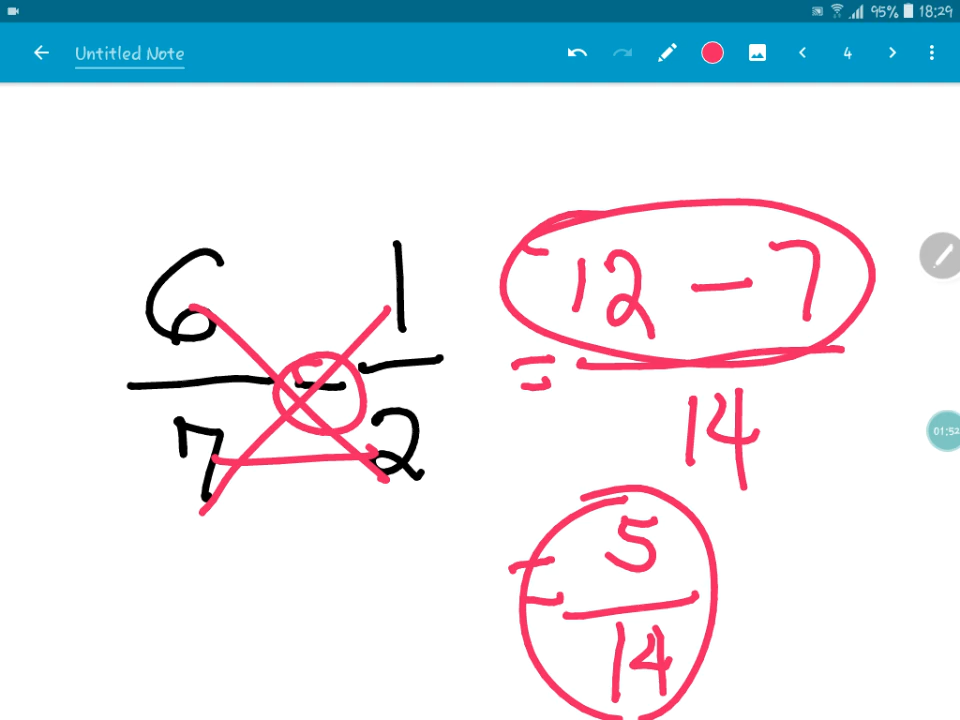 95% 18:29
Untitled Note 4
6/7 - 1/2 = (12 - 7)/14
01:52
= 5/14